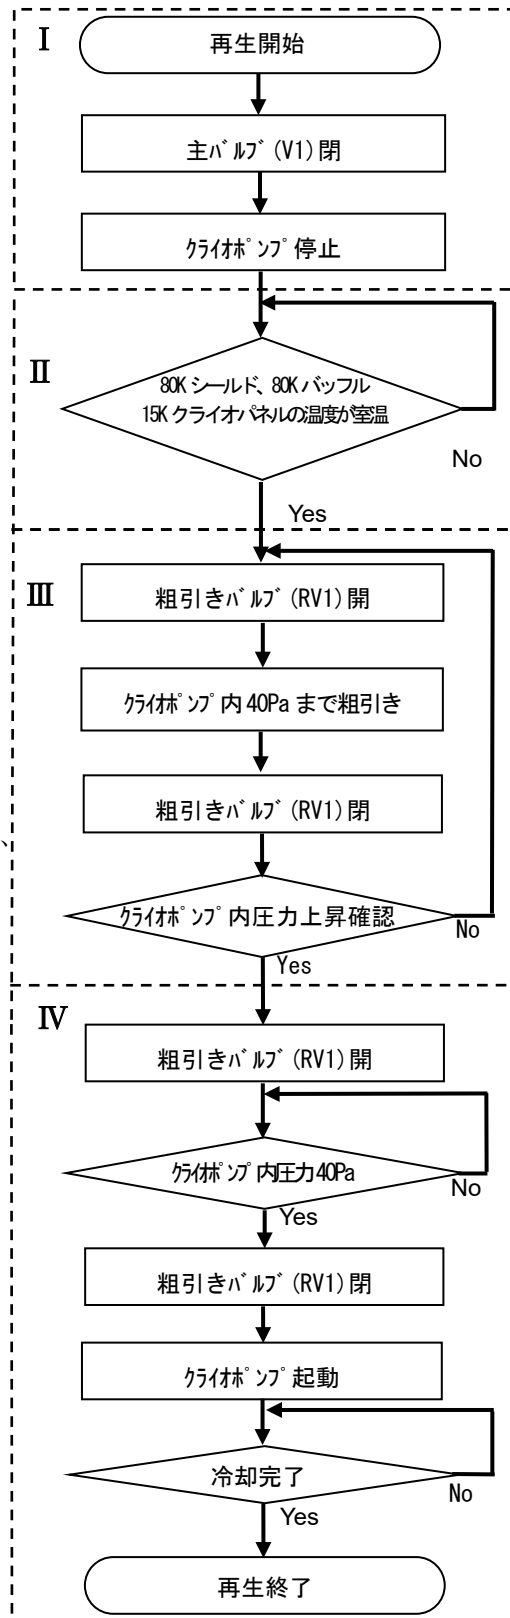 Ⅰ
再生開始
主ﾊﾞﾙﾌﾞ(V1)閉
ｸﾗｲｵﾎﾟﾝﾌﾟ停止
Ⅱ
80K シールド、80K バッフル
15K クライオパネルの温度が室温
No
Yes
Ⅲ
粗引きﾊﾞﾙﾌﾞ(RV1)開
ｸﾗｲｵﾎﾟﾝﾌﾟ内 40Pa まで粗引き
粗引きﾊﾞﾙﾌﾞ(RV1)閉
、
ｸﾗｲｵﾎﾟﾝﾌﾟ内圧力上昇確認
No
Yes
Ⅳ
粗引きﾊﾞﾙﾌﾞ(RV1)開
ｸﾗｲｵﾎﾟﾝﾌﾟ内圧力 40Pa
No
Yes
粗引きﾊﾞﾙﾌﾞ(RV1)閉
ｸﾗｲｵﾎﾟﾝﾌﾟ起動
冷却完了
No
Yes
再生終了